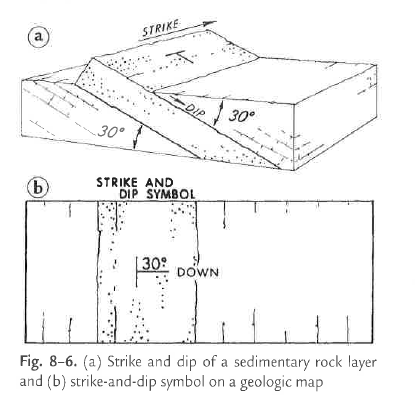 a
STRIKE
DIP
30°
30°
b
STRIKE AND
DIP SYMBOL
30°
DOWN
Fig. 8–6. (a) Strike and dip of a sedimentary rock layer
and (b) strike-and-dip symbol on a geologic map